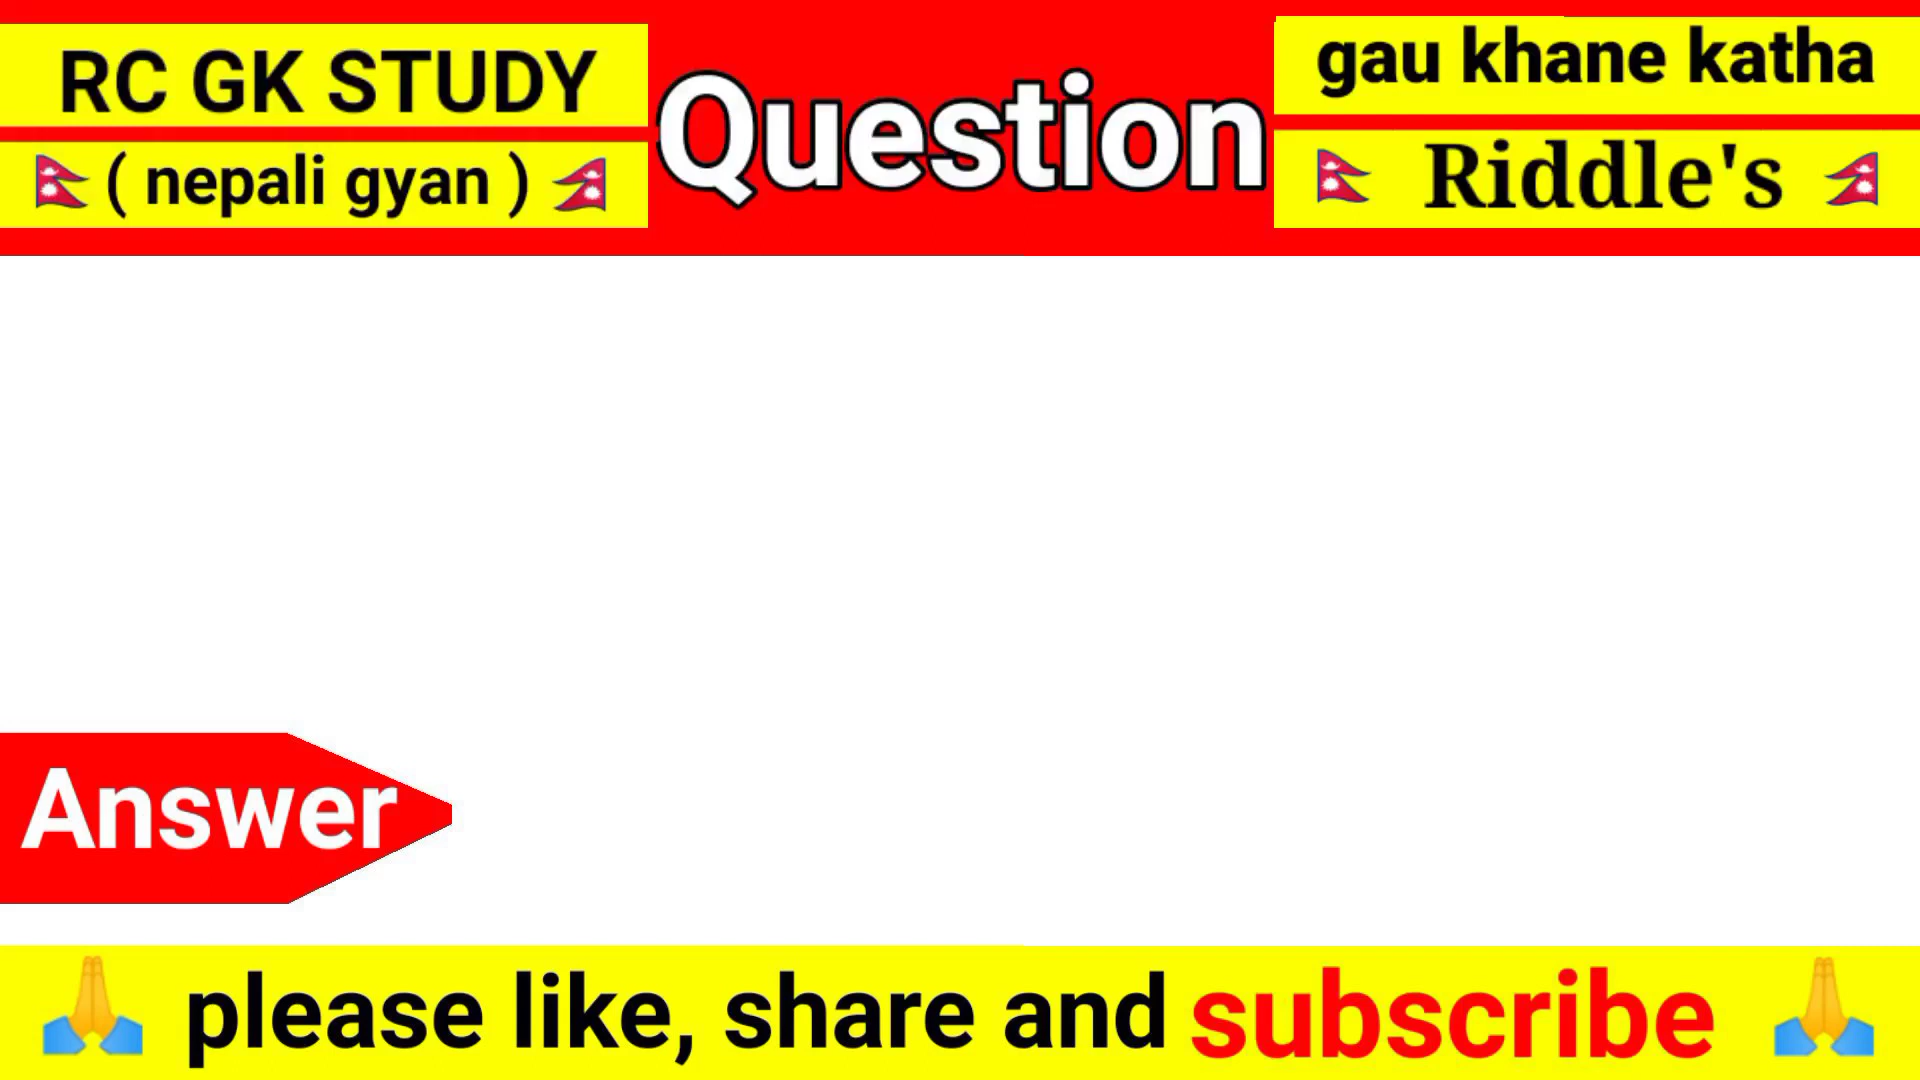 RC GK STUDY
( nepali gyan )
Question
gau khane katha
Riddle's
Answer
please like, share and subscribe